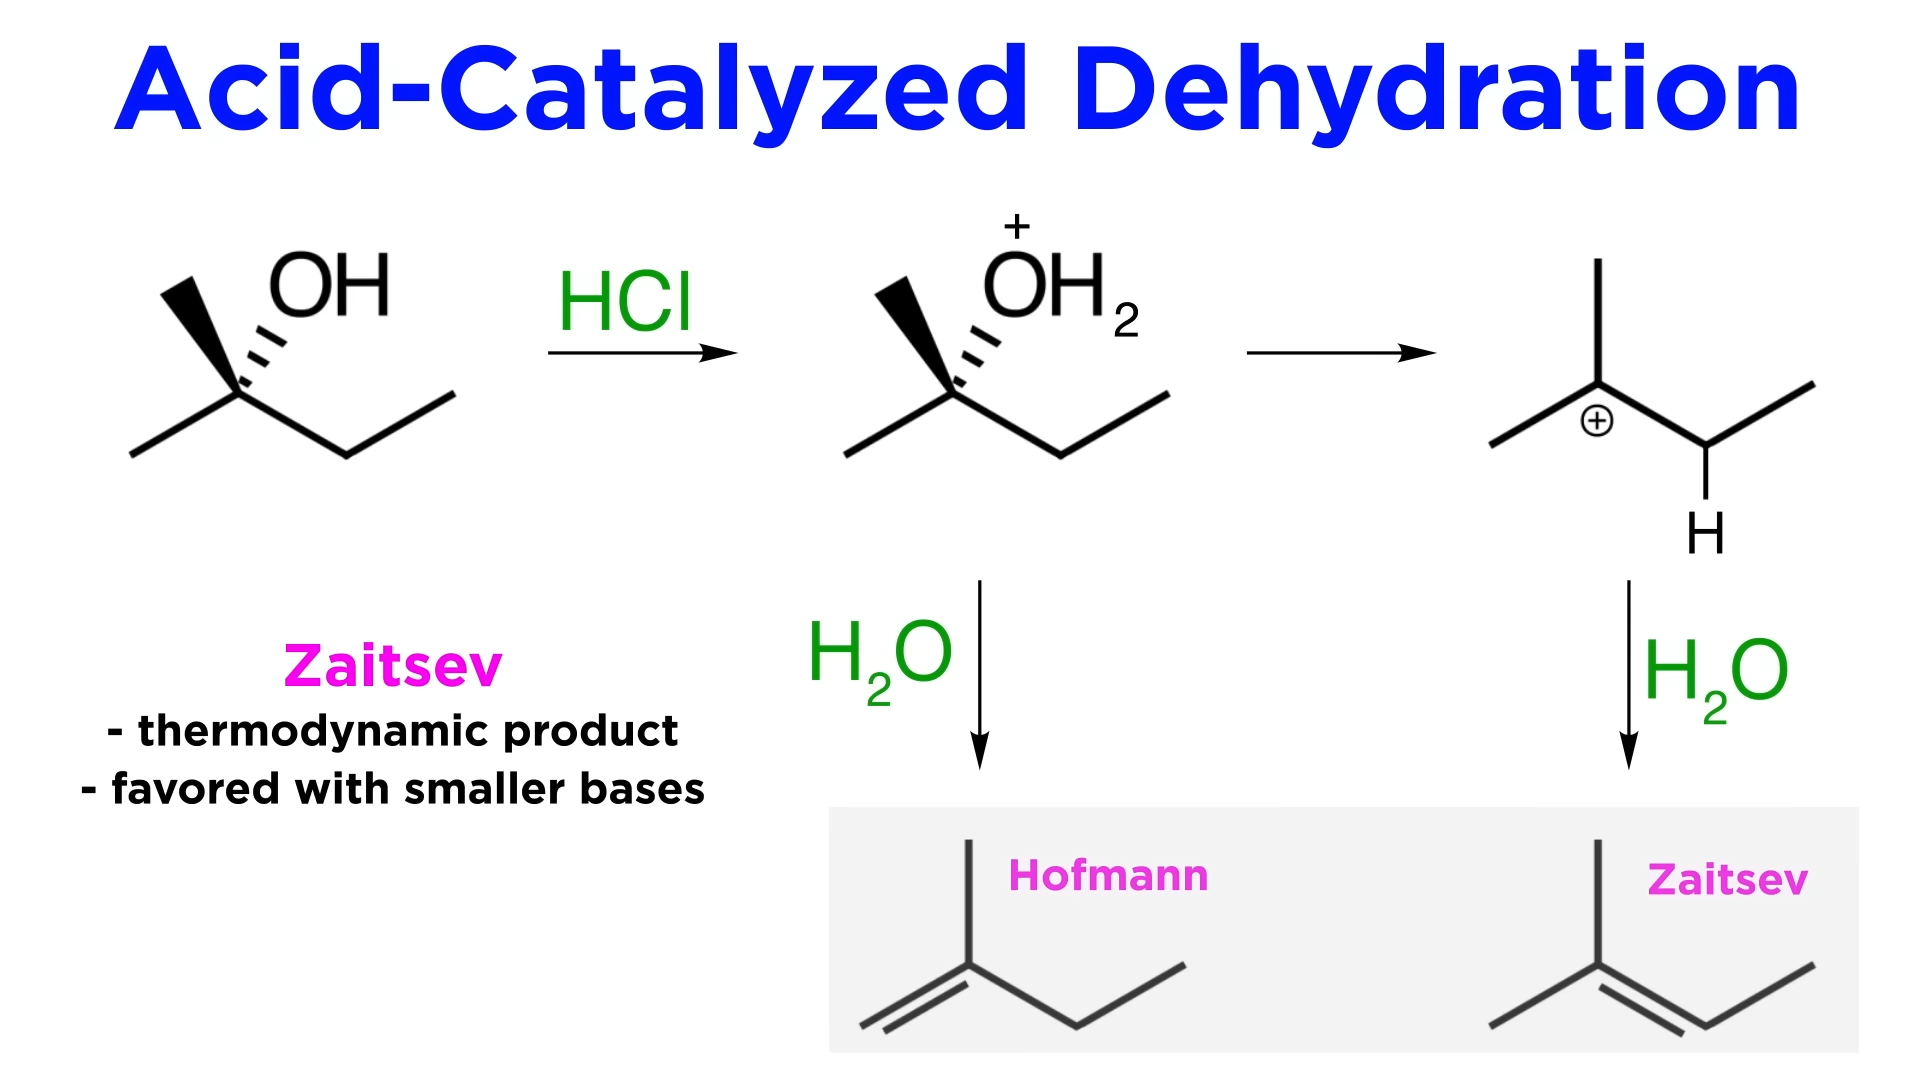 Acid-Catalyzed Dehydration
OH
HCl
+
OH2
⊕
H
Zaitsev
- thermodynamic product
- favored with smaller bases
H2O
H2O
Hofmann
Zaitsev